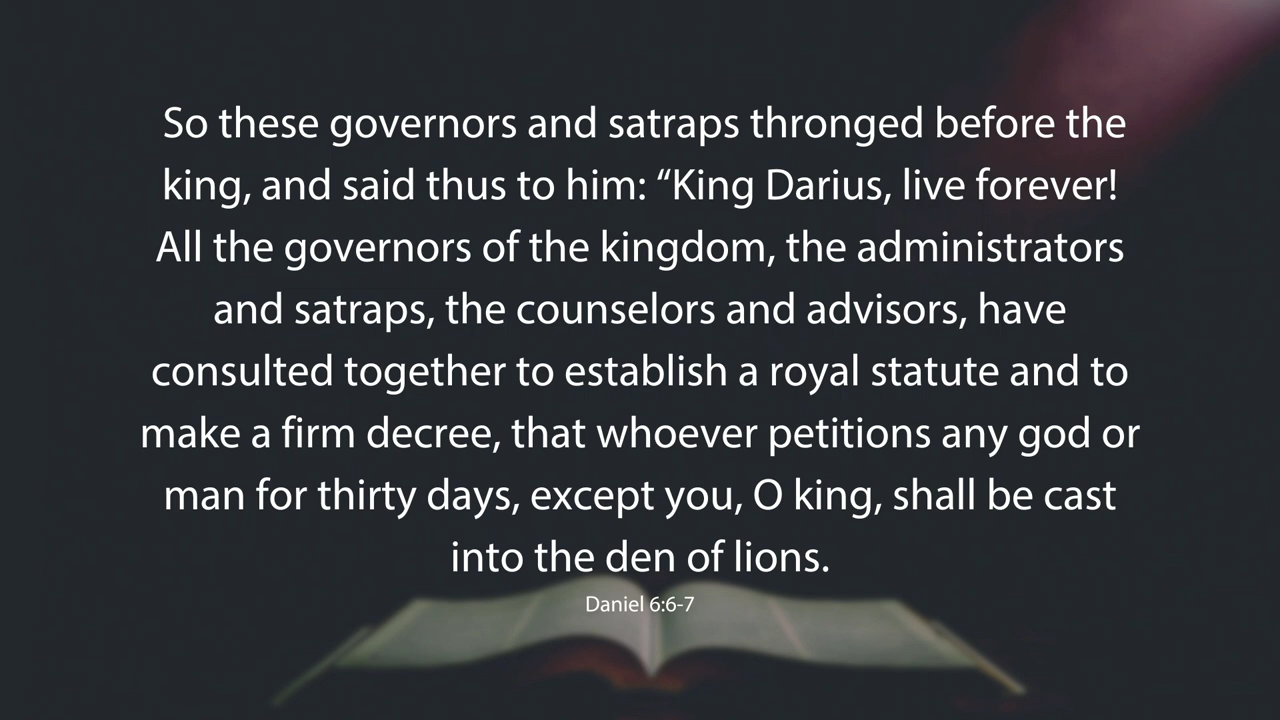 So these governors and satraps thronged before the
king, and said thus to him: “King Darius, live forever!
All the governors of the kingdom, the administrators
and satraps, the counselors and advisors, have
consulted together to establish a royal statute and to
make a firm decree, that whoever petitions any god or
man for thirty days, except you, O king, shall be cast
into the den of lions.
Daniel 6:6-7